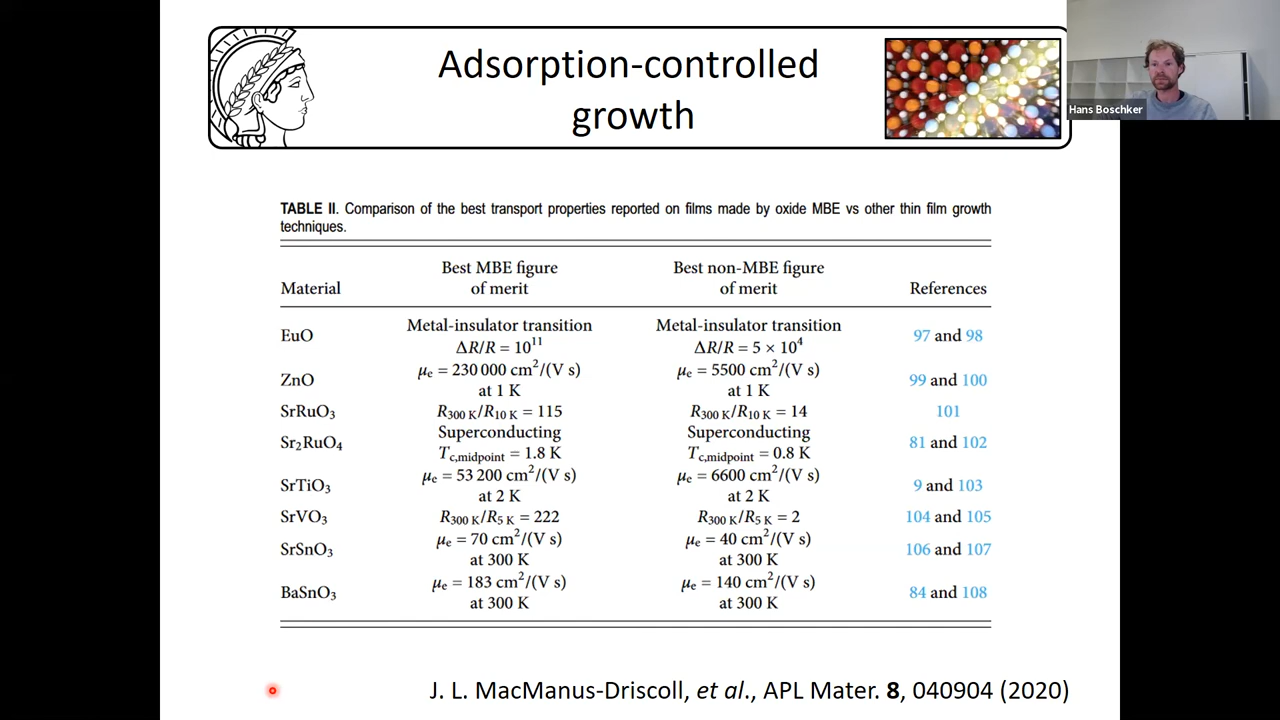 Adsorption-controlled
growth
Hans Boschker
TABLE II. Comparison of the best transport properties reported on films made by oxide MBE vs other thin film growth
techniques.
Material
Best MBE figure
of merit
Best non-MBE figure
of merit
References
EuO
Metal-insulator transition
ΔR/R = 10¹¹
Metal-insulator transition
ΔR/R = 5 × 10⁴
97 and 98
ZnO
μₑ = 230 000 cm²/(V s)
at 1 K
μₑ = 5500 cm²/(V s)
at 1 K
99 and 100
SrRuO₃
R₃₀₀ K/R₁₀ K = 115
R₃₀₀ K/R₁₀ K = 14
101
Sr₂RuO₄
Superconducting
Tc,midpoint = 1.8 K
Superconducting
Tc,midpoint = 0.8 K
81 and 102
SrTiO₃
μₑ = 53 200 cm²/(V s)
at 2 K
μₑ = 6600 cm²/(V s)
at 2 K
9 and 103
SrVO₃
R₃₀₀ K/R₅ K = 222
R₃₀₀ K/R₅ K = 2
104 and 105
SrSnO₃
μₑ = 70 cm²/(V s)
at 300 K
μₑ = 40 cm²/(V s)
at 300 K
106 and 107
BaSnO₃
μₑ = 183 cm²/(V s)
at 300 K
μₑ = 140 cm²/(V s)
at 300 K
84 and 108
J. L. MacManus-Driscoll, et al., APL Mater. 8, 040904 (2020)